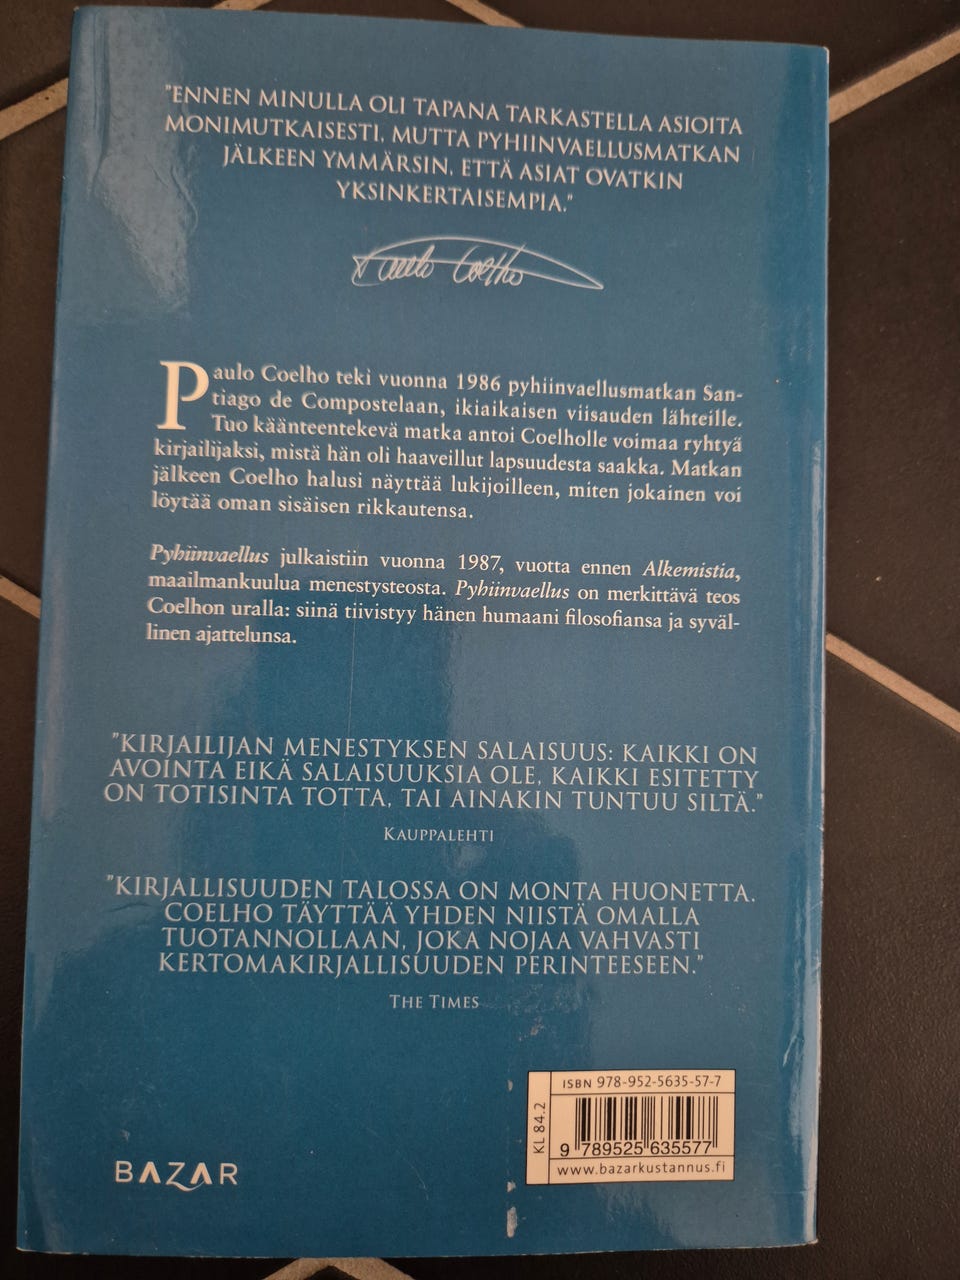 "ENNEN MINULLA OLI TAPANA TARKASTELLA ASIOITA
MONIMUTKAISESTI, MUTTA PYHIINVAELLUSMATKAN
JÄLKEEN YMMÄRSIN, ETTÄ ASIAT OVATKIN
YKSINKERTAISEMPIA."
Paulo Coelho
Paulo Coelho teki vuonna 1986 pyhiinvaellusmatkan San-
tiago de Compostelaan, ikiaikaisen viisauden lähteille.
Tuo käänteentekevä matka antoi Coelholle voimaa ryhtyä
kirjailijaksi, mistä hän oli haaveillut lapsuudesta saakka. Matkan
jälkeen Coelho halusi näyttää lukijoilleen, miten jokainen voi
löytää oman sisäisen rikkautensa.
Pyhiinvaellus julkaistiin vuonna 1987, vuotta ennen Alkemistia,
maailmankuulua menestysteosta. Pyhiinvaellus on merkittävä teos
Coelhon uralla: siinä tiivistyy hänen humaani filosofiansa ja syväl-
linen ajattelunsa.
"KIRJAILIJAN MENESTYKSEN SALAISUUS: KAIKKI ON
AVOINTA EIKÄ SALAISUUKSIA OLE, KAIKKI ESITETTY
ON TOTISINTA TOTTA, TAI AINAKIN TUNTUU SILTÄ."
KAUPPALEHTI
"KIRJALLISUUDEN TALOSSA ON MONTA HUONETTA.
COELHO TÄYTTÄÄ YHDEN NIISTÄ OMALLA
TUOTANNOLLAAN, JOKA NOJAA VAHVASTI
KERTOMAKIRJALLISUUDEN PERINTEESEEN."
THE TIMES
BAZAR
KL 84.2
ISBN 978-952-5635-57-7
9 789525 635577
www.bazarkustannus.fi